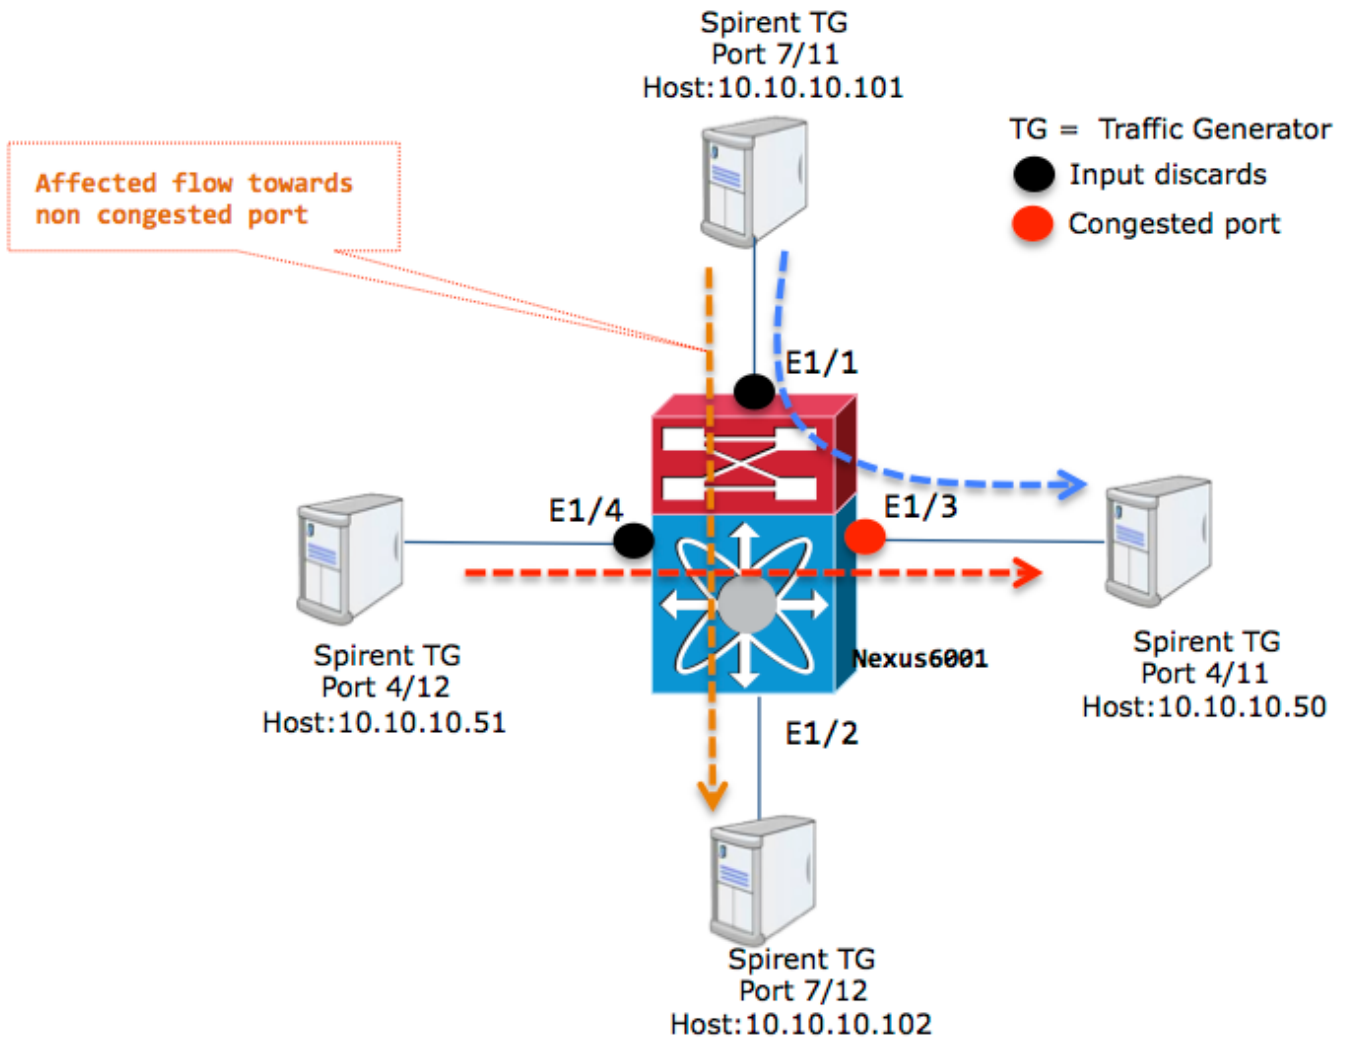 Spirent TG
Port 7/11
Host:10.10.10.101
TG = Traffic Generator
Input discards
Congested port
Affected flow towards
non congested port
E1/1
E1/4
E1/3
Spirent TG
Port 4/12
Host:10.10.10.51
Nexus6001
Spirent TG
Port 4/11
Host:10.10.10.50
E1/2
Spirent TG
Port 7/12
Host:10.10.10.102